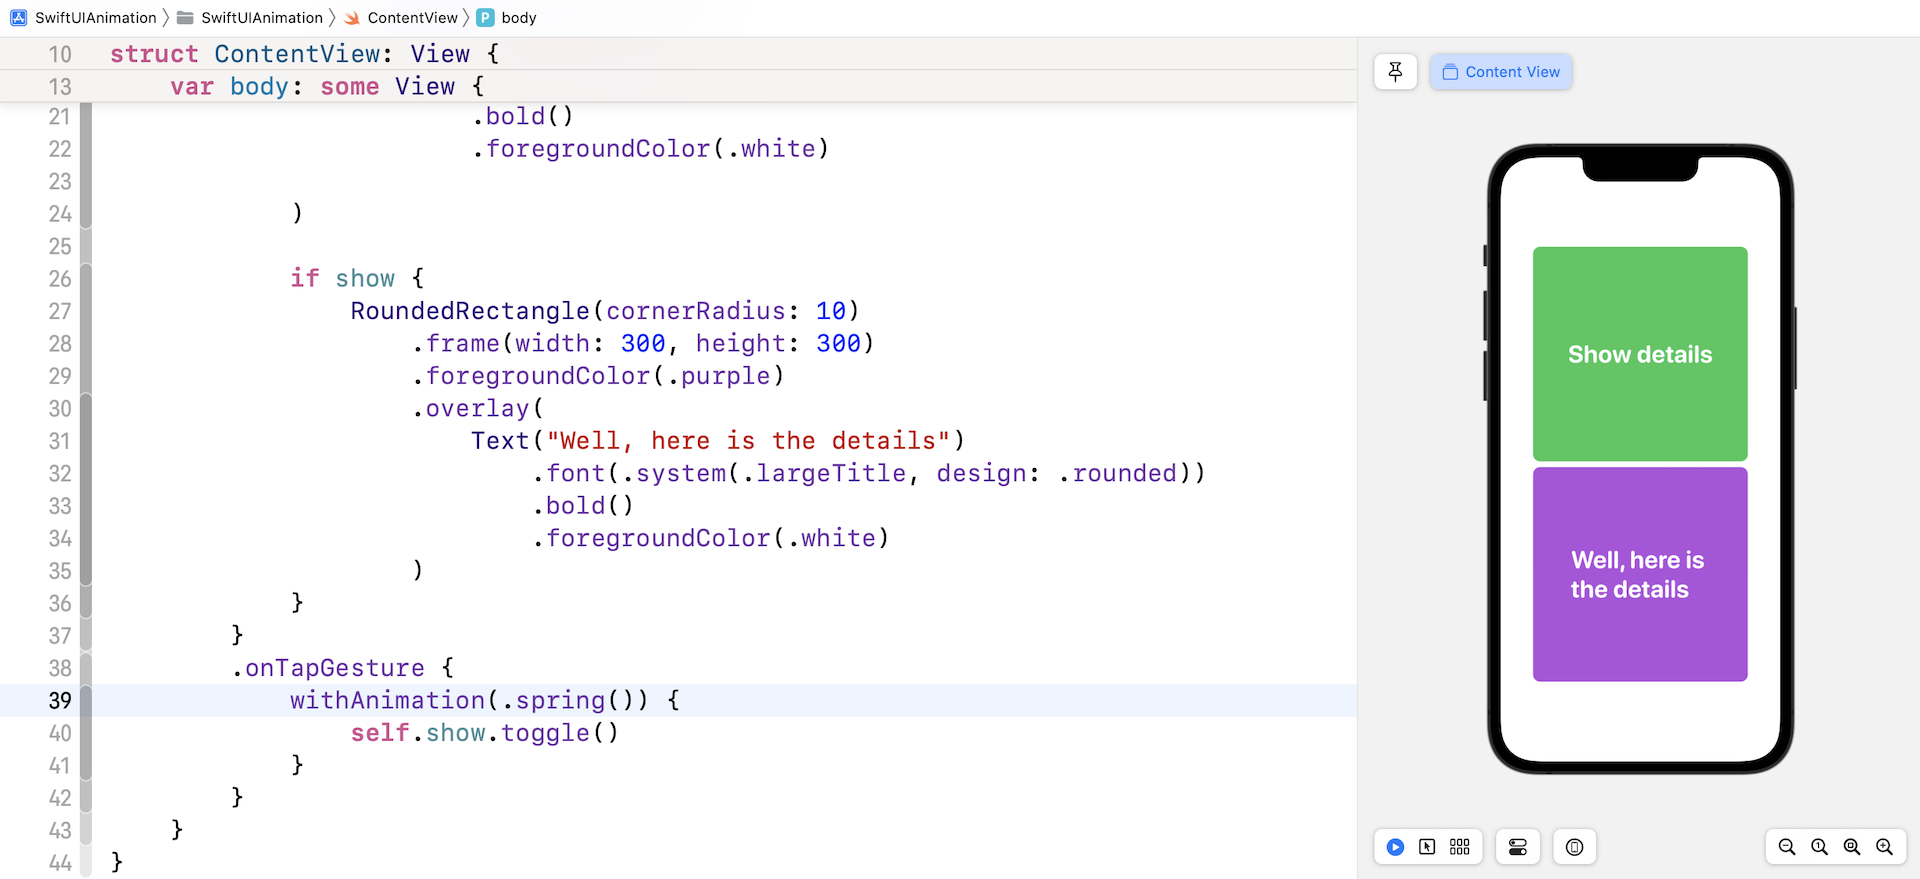 SwiftUIAnimation > SwiftUIAnimation > ContentView > P body
10 struct ContentView: View {
13 var body: some View {
21 .bold()
22 .foregroundColor(.white)
23
24 )
25
26 if show {
27 RoundedRectangle(cornerRadius: 10)
28 .frame(width: 300, height: 300)
29 .foregroundColor(.purple)
30 .overlay(
31 Text("Well, here is the details")
32 .font(.system(.largeTitle, design: .rounded))
33 .bold()
34 .foregroundColor(.white)
35 )
36 }
37 }
38 .onTapGesture {
39 withAnimation(.spring()) {
40 self.show.toggle()
41 }
42 }
43 }
44 }
Content View
Show details
Well, here is
the details